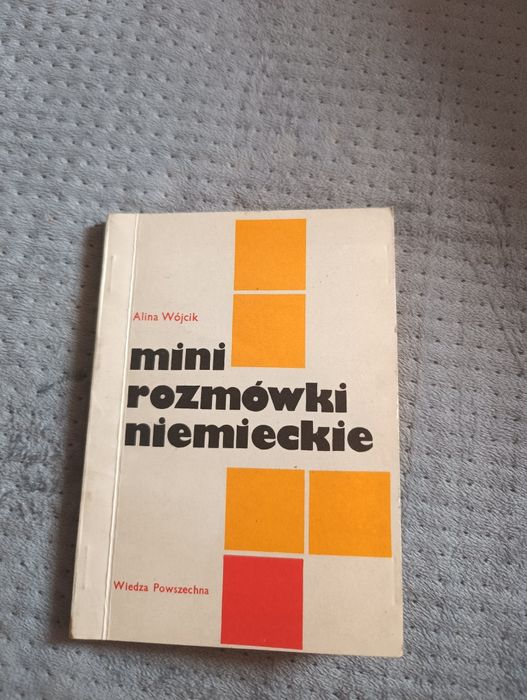 Alina Wójcik
mini
rozmówki
niemieckie
Wiedza Powszechna